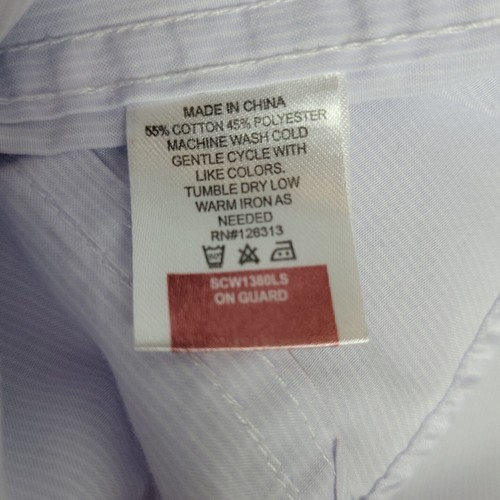 MADE IN CHINA
55% COTTON 45% POLYESTER
MACHINE WASH COLD
GENTLE CYCLE WITH
LIKE COLORS.
TUMBLE DRY LOW
WARM IRON AS
NEEDED
RN#126313
SCW1380LS
ON GUARD